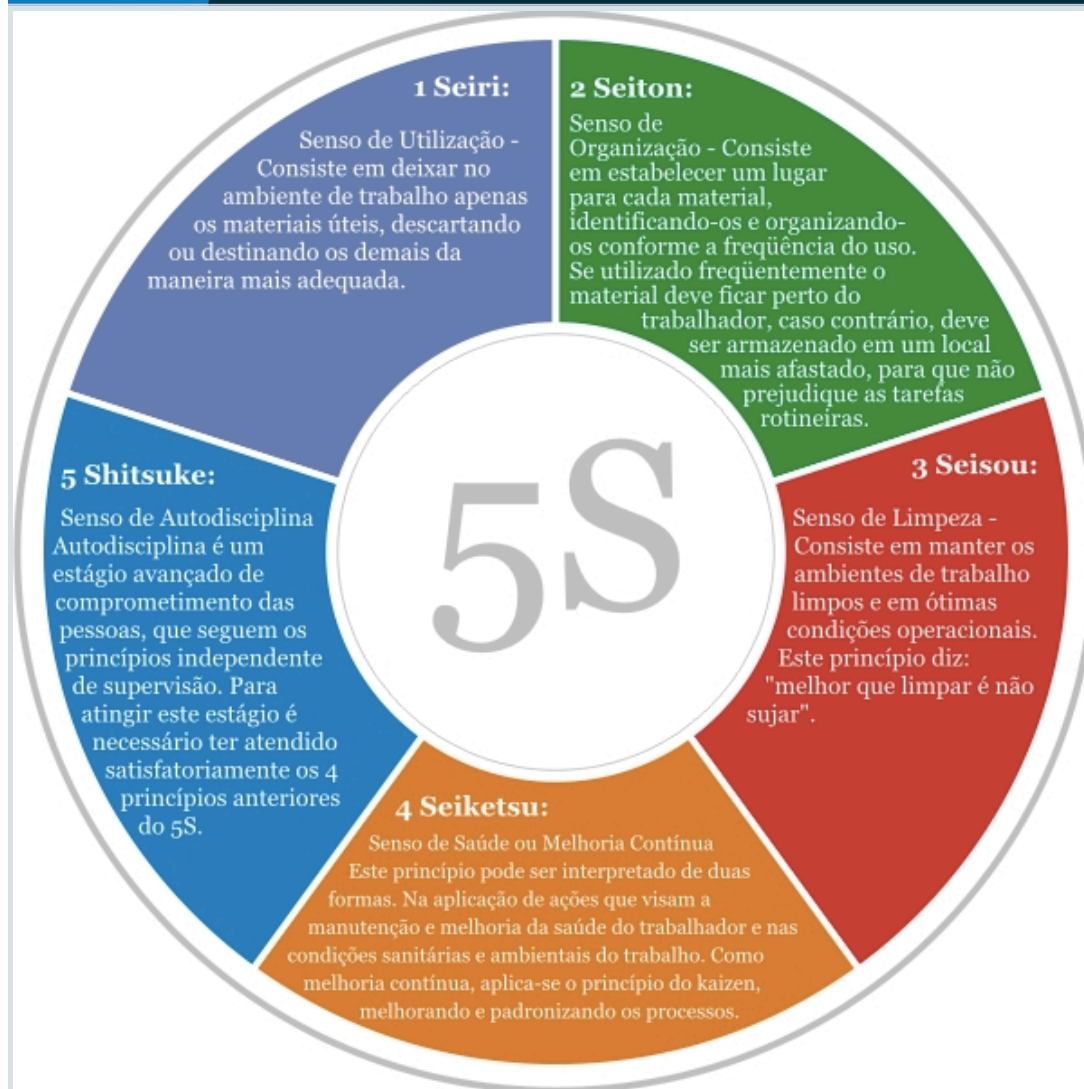 1 Seiri:
Senso de Utilização -
Consiste em deixar no
ambiente de trabalho apenas
os materiais úteis, descartando
ou destinando os demais da
maneira mais adequada.
2 Seiton:
Senso de
Organização - Consiste
em estabelecer um lugar
para cada material,
identificando-os e organizando-
os conforme a freqüência do uso.
Se utilizado freqüentemente o
material deve ficar perto do
trabalhador, caso contrário, deve
ser armazenado em um local
mais afastado, para que não
prejudique as tarefas
rotineiras.
3 Seisou:
Senso de Limpeza -
Consiste em manter os
ambientes de trabalho
limpos e em ótimas
condições operacionais.
Este princípio diz:
"melhor que limpar é não
sujar".
4 Seiketsu:
Senso de Saúde ou Melhoria Contínua
Este princípio pode ser interpretado de duas
formas. Na aplicação de ações que visam a
manutenção e melhoria da saúde do trabalhador e nas
condições sanitárias e ambientais do trabalho. Como
melhoria contínua, aplica-se o princípio do kaizen,
melhorando e padronizando os processos.
5 Shitsuke:
Senso de Autodisciplina
Autodisciplina é um
estágio avançado de
comprometimento das
pessoas, que seguem os
princípios independente
de supervisão. Para
atingir este estágio é
necessário ter atendido
satisfatoriamente os 4
princípios anteriores
do 5S.
5S